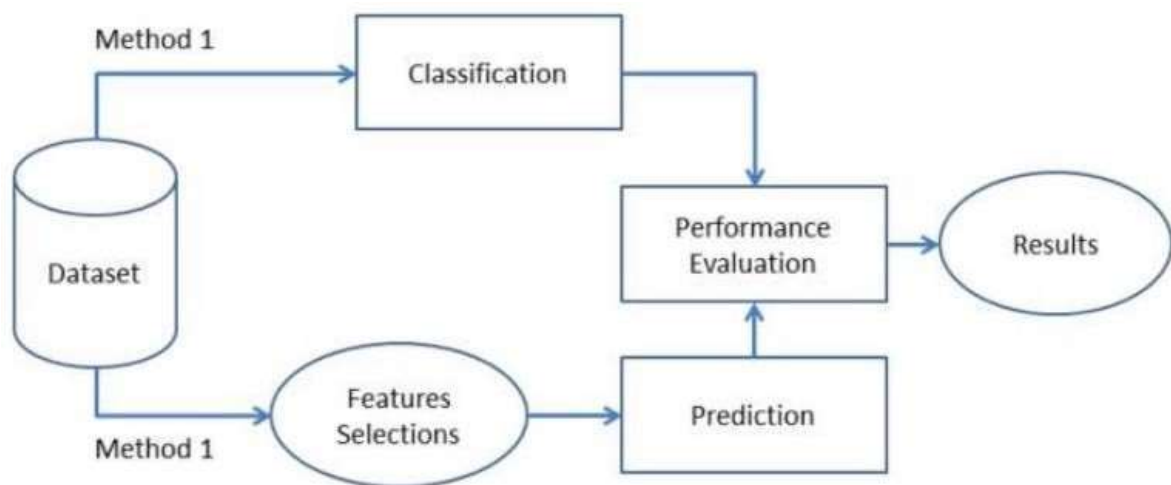 Method 1
Classification
Performance
Evaluation
Results
Dataset
Features
Selections
Prediction
Method 1